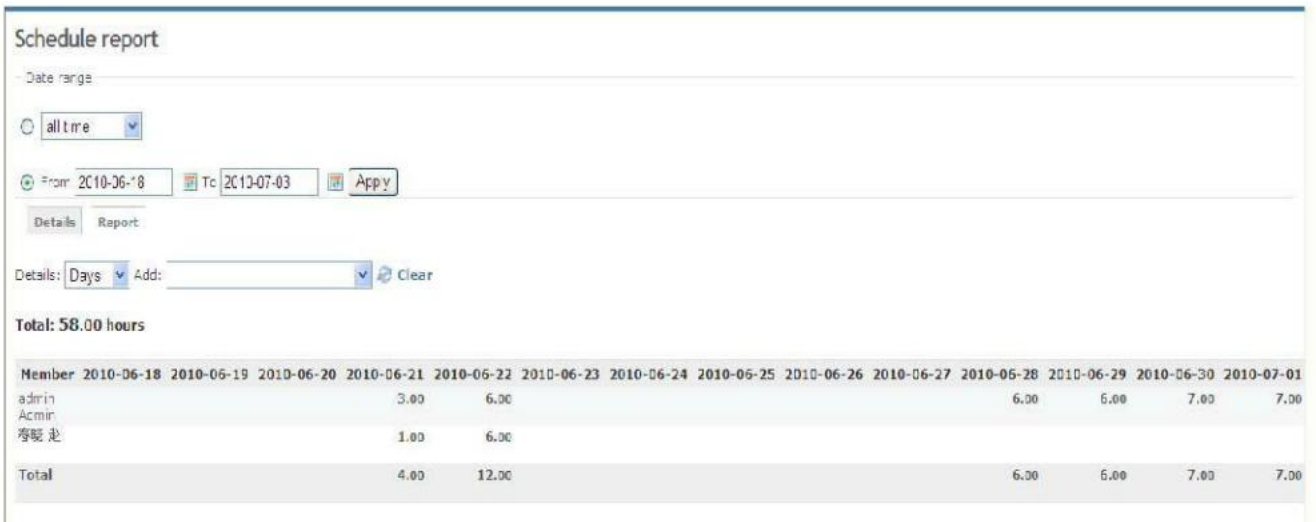 Schedule report
Date range
all time
From 2010-06-18 To 2010-07-03 Apply
Details Report
Details: Days Add: Clear
Total: 58.00 hours
Member 2010-06-18 2010-06-19 2010-06-20 2010-06-21 2010-06-22 2010-06-23 2010-06-24 2010-06-25 2010-06-26 2010-06-27 2010-06-28 2010-06-29 2010-06-30 2010-07-01
admin 3.00 6.00 6.00 6.00 7.00 7.00
Admin
春晓 赵 1.00 6.00
Total 4.00 12.00 6.00 6.00 7.00 7.00